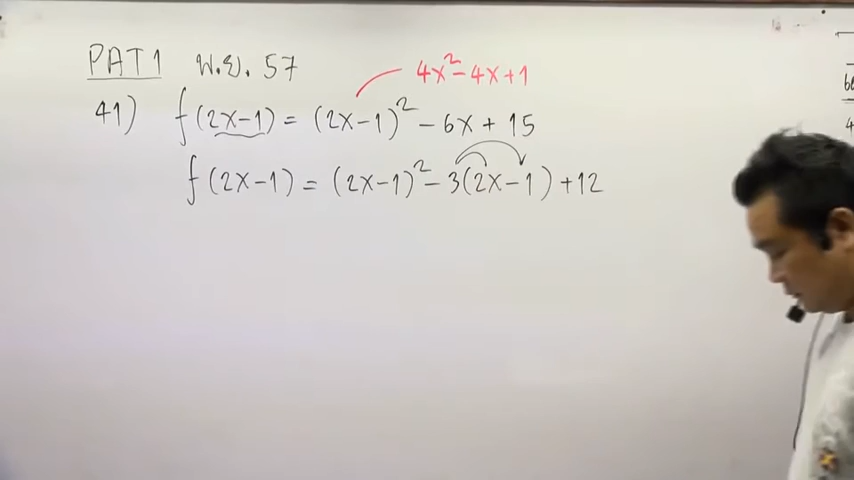 PAT1 พ.ย. 57
4x²-4x+1
41) f(2x-1) = (2x-1)² - 6x + 15
f(2x-1) = (2x-1)² - 3(2x-1) + 12